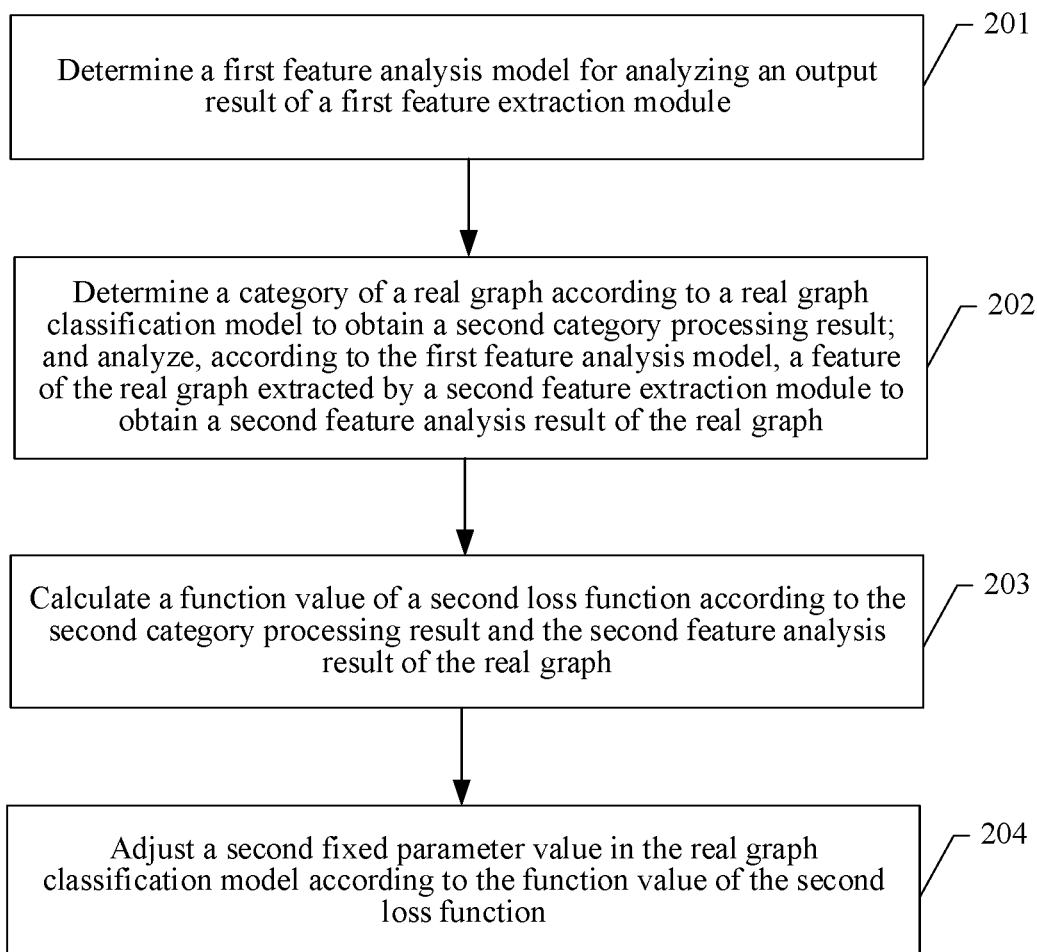 201
Determine a first feature analysis model for analyzing an output
result of a first feature extraction module
202
Determine a category of a real graph according to a real graph
classification model to obtain a second category processing result;
and analyze, according to the first feature analysis model, a feature
of the real graph extracted by a second feature extraction module to
obtain a second feature analysis result of the real graph
203
Calculate a function value of a second loss function according to the
second category processing result and the second feature analysis
result of the real graph
204
Adjust a second fixed parameter value in the real graph
classification model according to the function value of the second
loss function